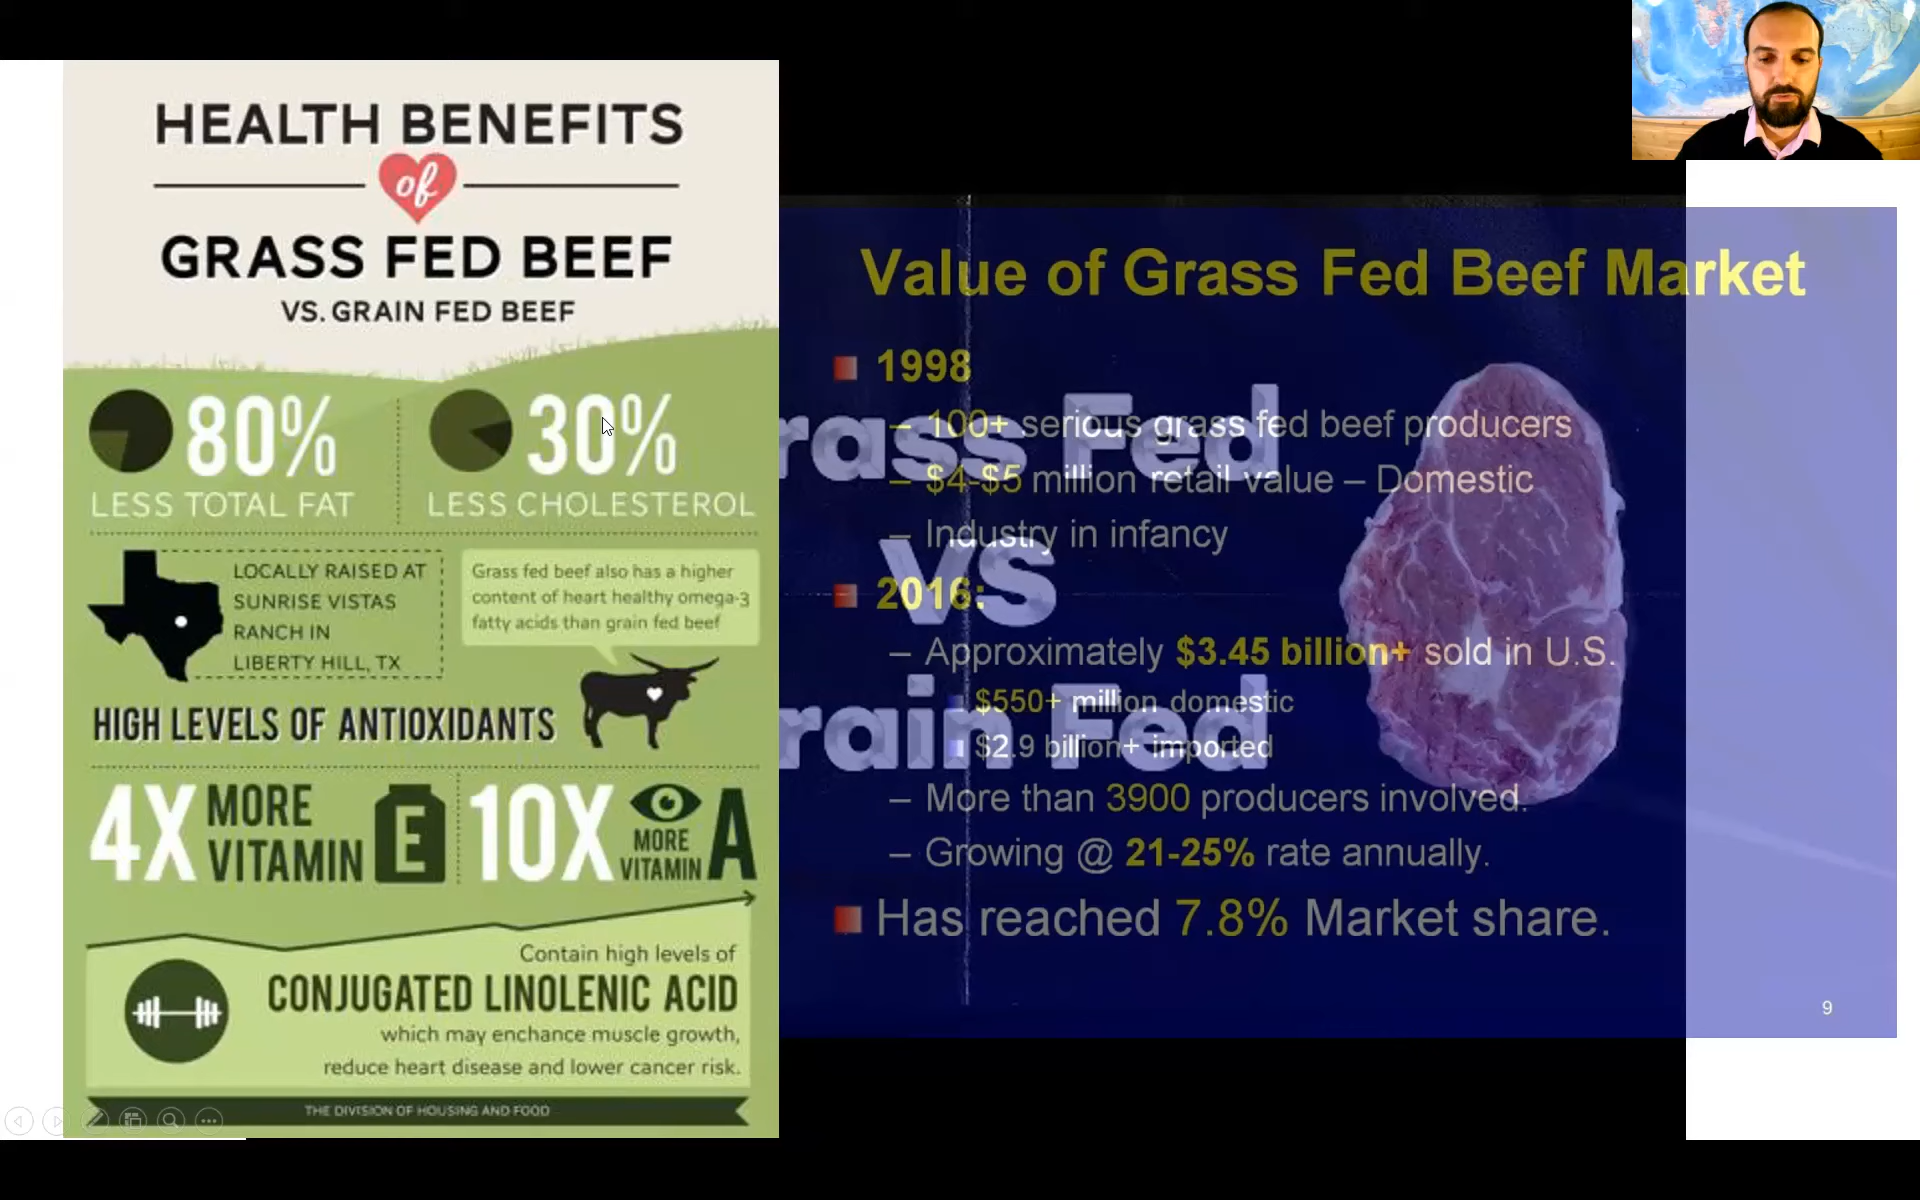 HEALTH BENEFITS
of
GRASS FED BEEF
VS. GRAIN FED BEEF
80%
LESS TOTAL FAT
30%
LESS CHOLESTEROL
LOCALLY RAISED AT
SUNRISE VISTAS
RANCH IN
LIBERTY HILL, TX
Grass fed beef also has a higher
content of heart healthy omega-3
fatty acids than grain fed beef
HIGH LEVELS OF ANTIOXIDANTS
4X MORE VITAMIN E
10X MORE VITAMIN A
Contain high levels of
CONJUGATED LINOLENIC ACID
which may enchance muscle growth,
reduce heart disease and lower cancer risk.
THE DIVISION OF HOUSING AND FOOD
Value of Grass Fed Beef Market
1998
– 100+ serious grass fed beef producers
– $4-$5 million retail value – Domestic
– Industry in infancy
2016:
– Approximately $3.45 billion+ sold in U.S.
$550+ million domestic
$2.9 billion+ imported
– More than 3900 producers involved.
– Growing @ 21-25% rate annually.
Has reached 7.8% Market share.
9
rass Fed
VS
rain Fed